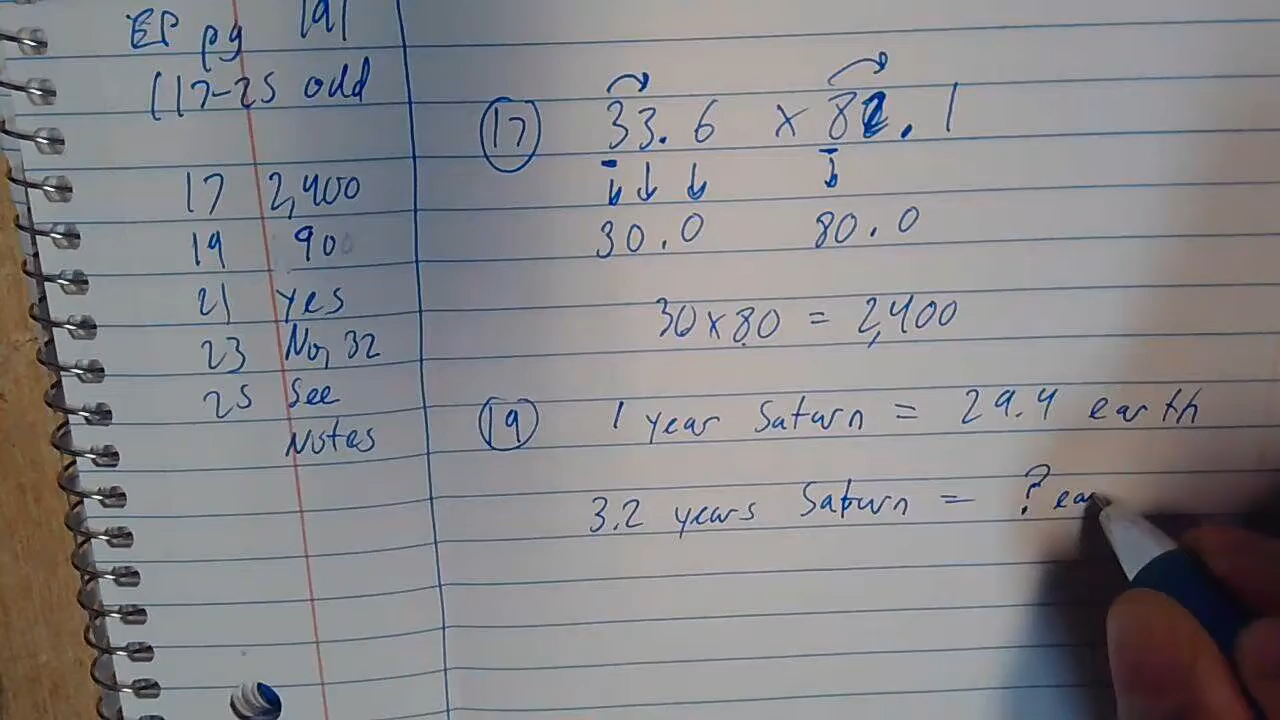 EP pg 191
(17-25 odd
17 2,400
19 90
21 yes
23 No, 32
25 See
Notes
17 33.6 x 82.1
30.0 80.0
30 x 80 = 2,400
19 1 year Saturn = 29.4 earth
3.2 years Saturn = ? ea